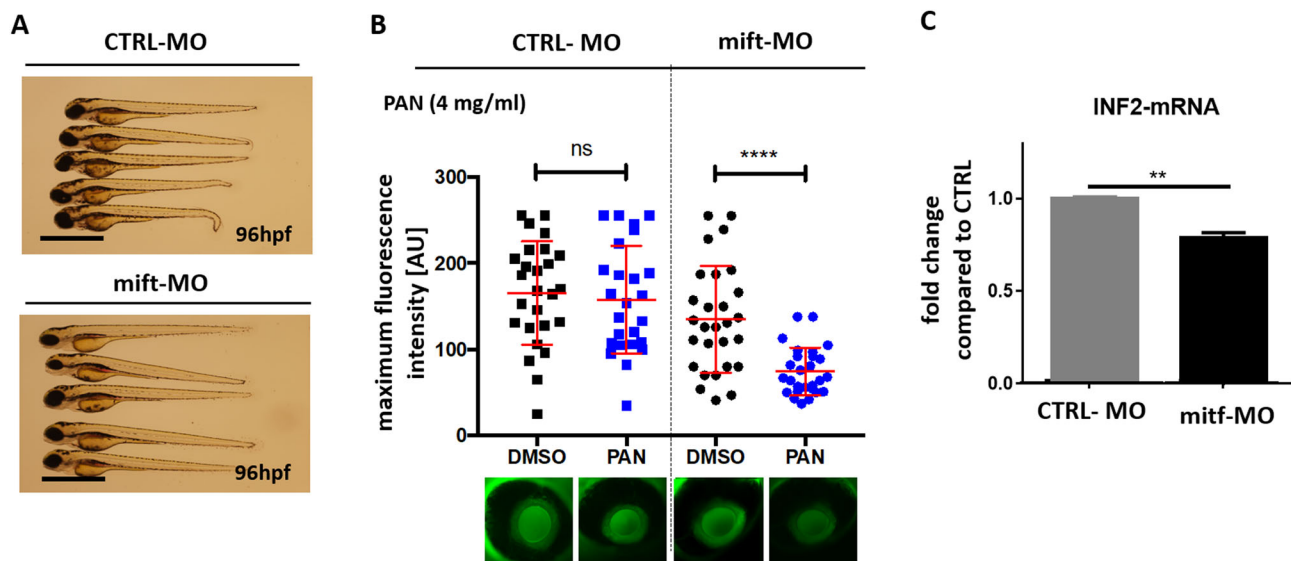 A
CTRL-MO
96hpf
mift-MO
96hpf
B
CTRL- MO
mift-MO
PAN (4 mg/ml)
ns
****
maximum fluorescence
intensity [AU]
300
200
100
0
DMSO
PAN
DMSO
PAN
C
INF2-mRNA
**
fold change
compared to CTRL
1.0
0.5
0.0
CTRL- MO
mitf-MO